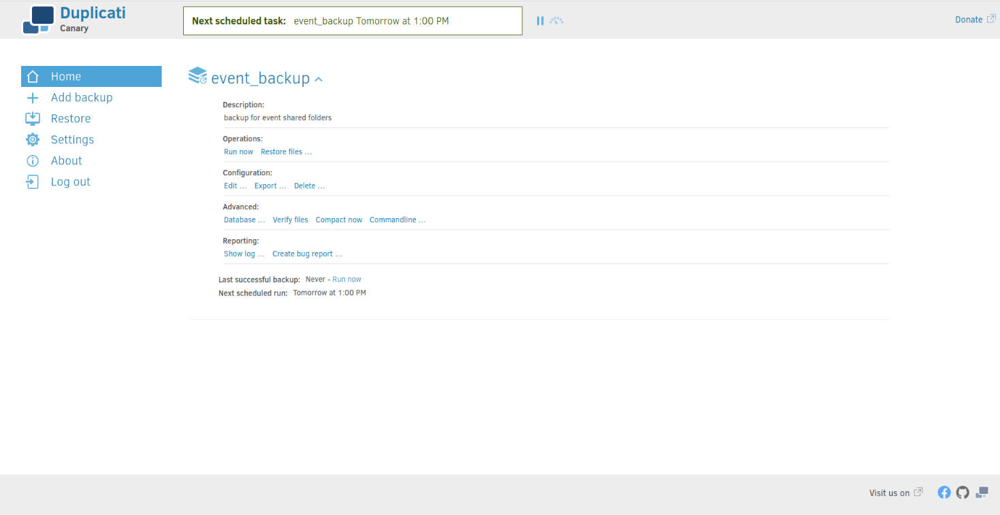 Duplicati
Canary
Next scheduled task: event_backup Tomorrow at 1:00 PM
Donate
Home
Add backup
Restore
Settings
About
Log out
event_backup
Description:
backup for event shared folders
Operations:
Run now Restore files ...
Configuration:
Edit ... Export ... Delete ...
Advanced:
Database ... Verify files Compact now Commandline ...
Reporting:
Show log ... Create bug report ...
Last successful backup: Never - Run now
Next scheduled run: Tomorrow at 1:00 PM
Visit us on